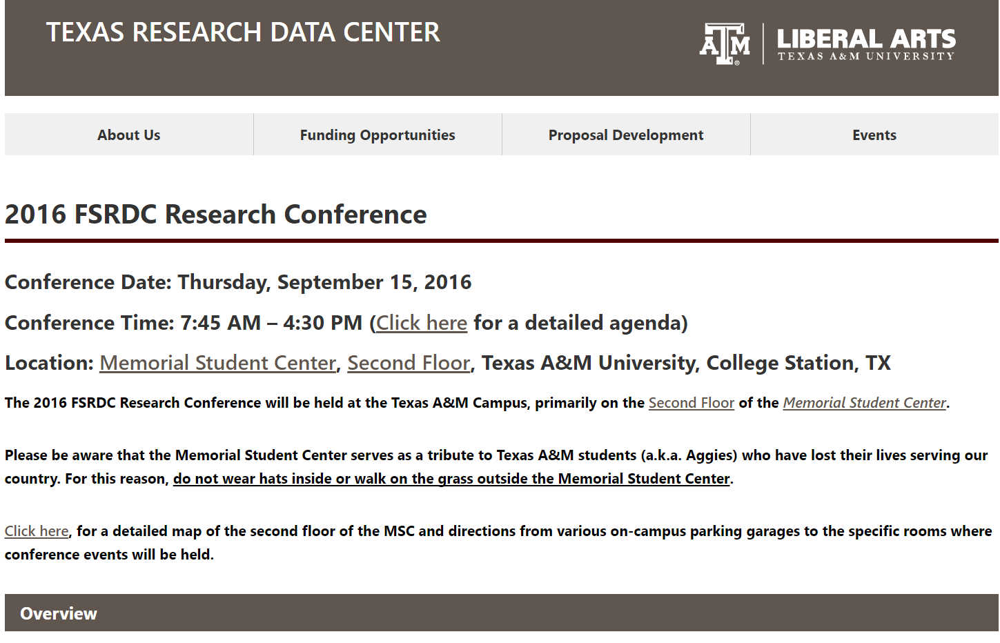 TEXAS RESEARCH DATA CENTER
ATM®
LIBERAL ARTS
TEXAS A&M UNIVERSITY
About Us
Funding Opportunities
Proposal Development
Events
2016 FSRDC Research Conference
Conference Date: Thursday, September 15, 2016
Conference Time: 7:45 AM – 4:30 PM (Click here for a detailed agenda)
Location: Memorial Student Center, Second Floor, Texas A&M University, College Station, TX
The 2016 FSRDC Research Conference will be held at the Texas A&M Campus, primarily on the Second Floor of the Memorial Student Center.
Please be aware that the Memorial Student Center serves as a tribute to Texas A&M students (a.k.a. Aggies) who have lost their lives serving our
country. For this reason, do not wear hats inside or walk on the grass outside the Memorial Student Center.
Click here, for a detailed map of the second floor of the MSC and directions from various on-campus parking garages to the specific rooms where
conference events will be held.
Overview